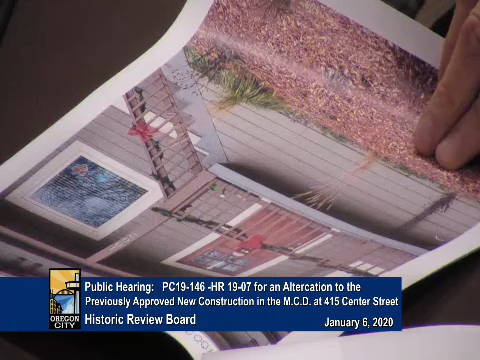 Public Hearing: PC19-146 -HR 19-07 for an Altercation to the
Previously Approved New Construction in the M.C.D. at 415 Center Street
Historic Review Board
January 6, 2020
OREGON
CITY